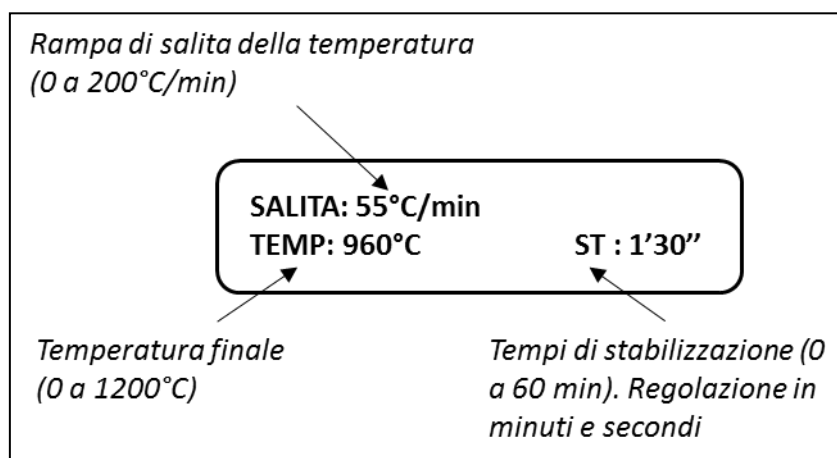 Rampa di salita della temperatura
(0 a 200°C/min)
SALITA: 55°C/min
TEMP: 960°C ST : 1’30’’
Temperatura finale
(0 a 1200°C)
Tempi di stabilizzazione (0
a 60 min). Regolazione in
minuti e secondi